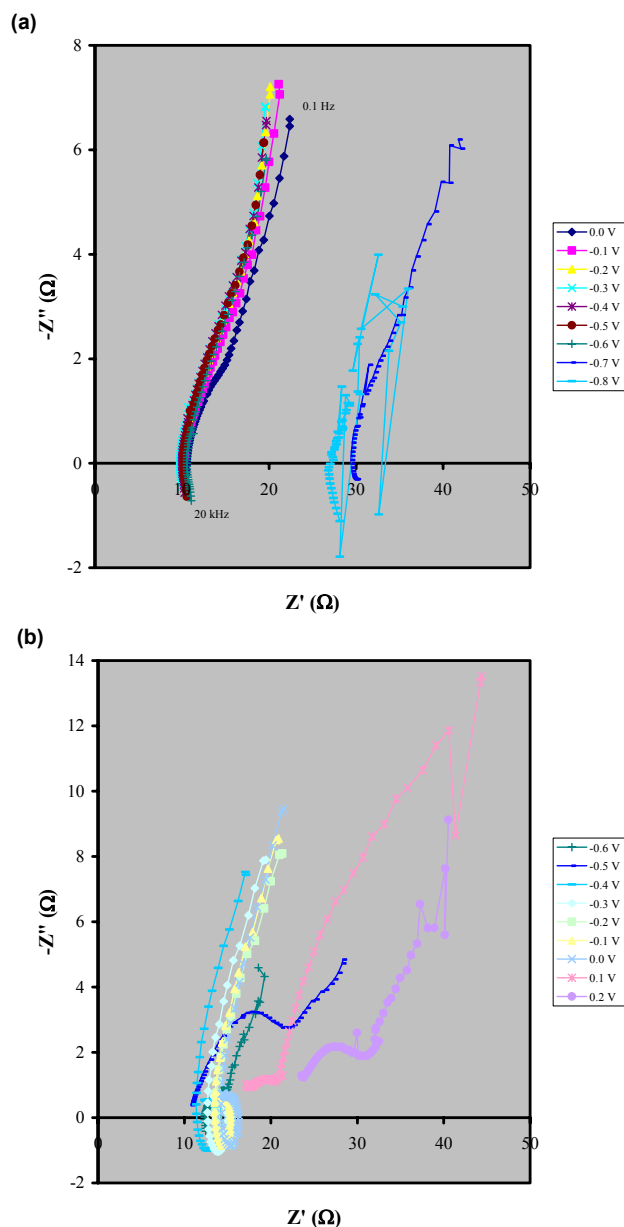 (a)
8
6
4
2
0
-2
0
10
20
30
40
50
-Z" (Ω)
Z' (Ω)
0.1 Hz
20 kHz
0.0 V
-0.1 V
-0.2 V
-0.3 V
-0.4 V
-0.5 V
-0.6 V
-0.7 V
-0.8 V
(b)
14
12
10
8
6
4
2
0
-2
0
10
20
30
40
50
-Z" (Ω)
Z' (Ω)
-0.6 V
-0.5 V
-0.4 V
-0.3 V
-0.2 V
-0.1 V
0.0 V
0.1 V
0.2 V